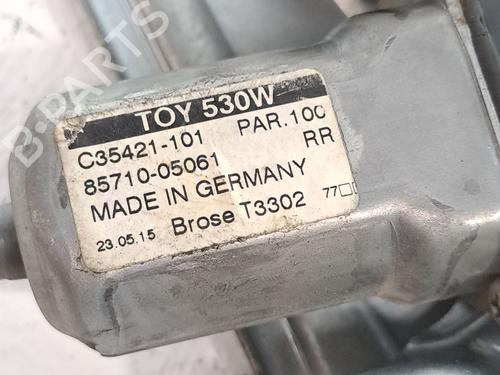 TOY 530W
C35421-101 PAR.100
85710-05061 RR
MADE IN GERMANY
23.05.15 Brose T3302
B-PARTS